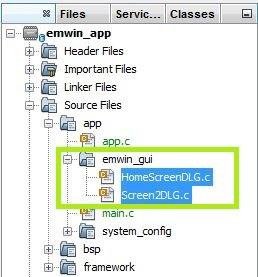 Files Servic... Classes
emwin_app
Header Files
Important Files
Linker Files
Source Files
app
app.c
emwin_gui
HomeScreenDLG.c
Screen2DLG.c
main.c
system_config
bsp
framework